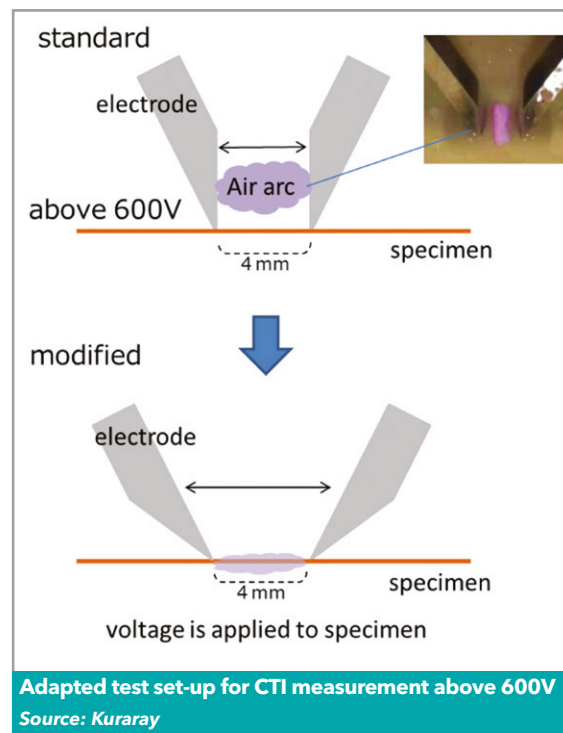 standard
electrode
Air arc
above 600V
specimen
4 mm
modified
electrode
specimen
4 mm
voltage is applied to specimen
Adapted test set-up for CTI measurement above 600V
Source: Kuraray